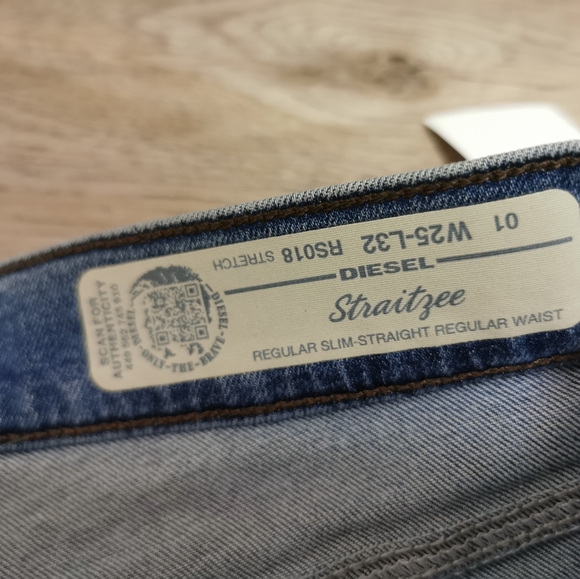 01 W25-L32 RS018 STRETCH
DIESEL
Straitzee
REGULAR SLIM-STRAIGHT REGULAR WAIST
SCAN FOR
AUTHENTICITY
DIESEL
ONLY-THE-BRAVE-DIESEL